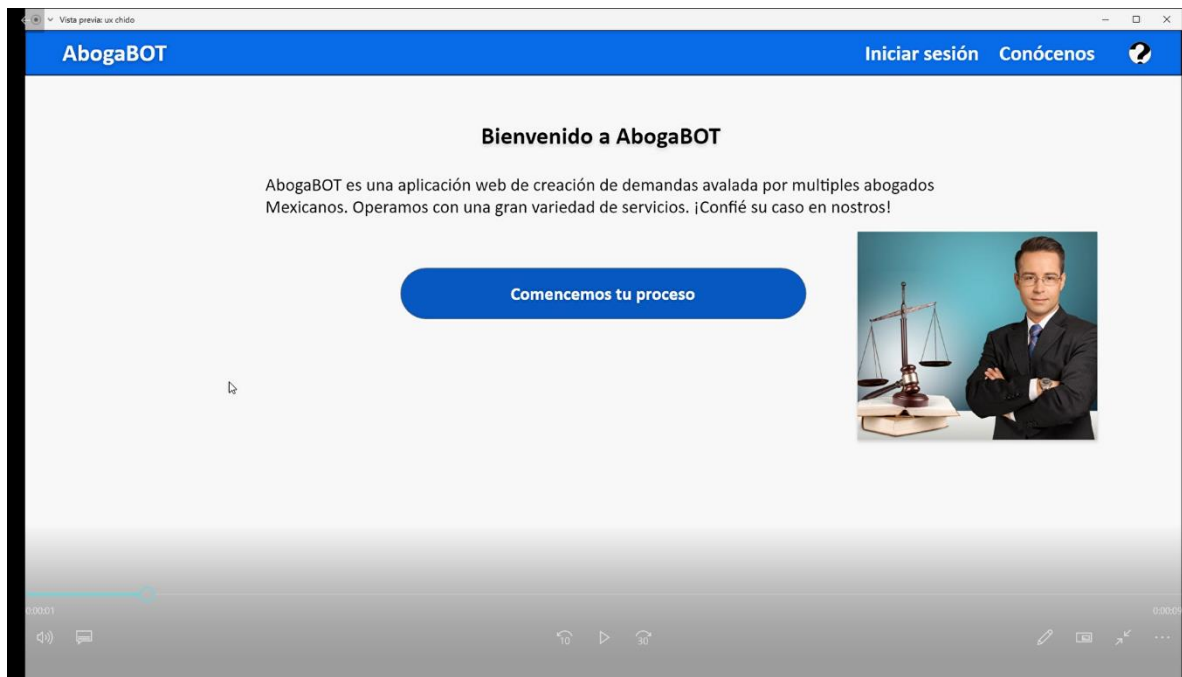 Vista previa: ux chido
AbogaBOT
Iniciar sesión Conócenos ?
Bienvenido a AbogaBOT
AbogaBOT es una aplicación web de creación de demandas avalada por multiples abogados
Mexicanos. Operamos con una gran variedad de servicios. ¡Confié su caso en nostros!
Comencemos tu proceso
0:00:01
0:00:09
10
30